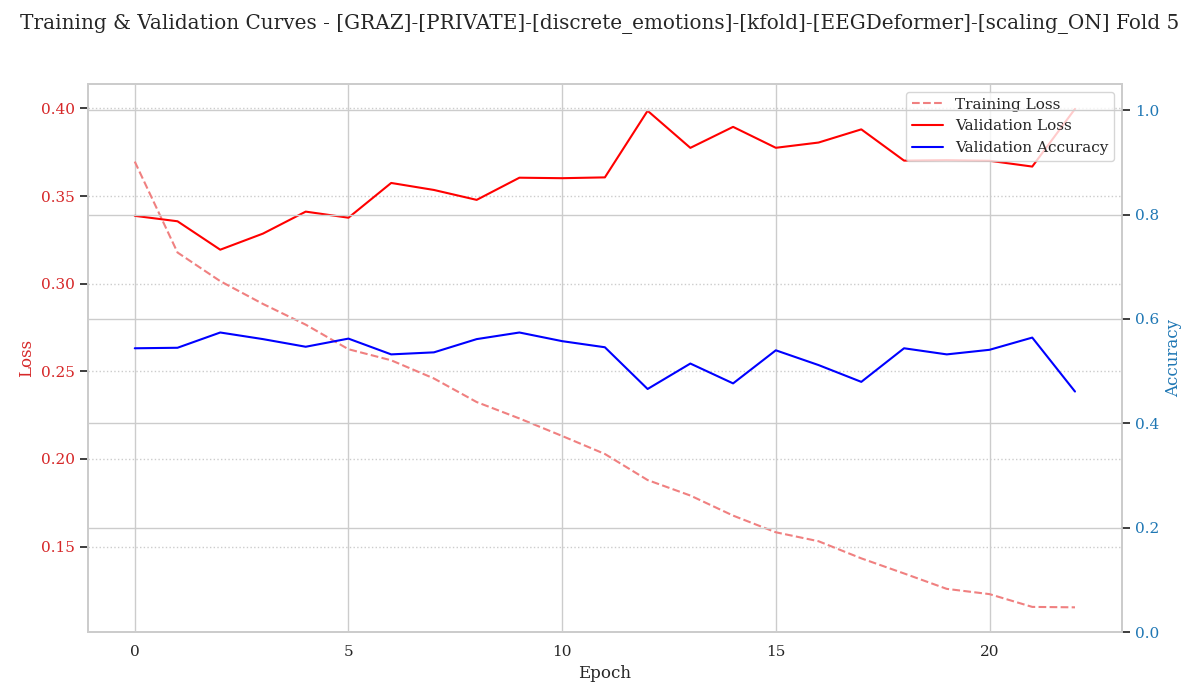 Training & Validation Curves - [GRAZ]-[PRIVATE]-[discrete_emotions]-[kfold]-[EEGDeformer]-[scaling_ON] Fold 5
Training Loss
Validation Loss
Validation Accuracy
0.40
0.35
0.30
0.25
0.20
0.15
Loss
1.0
0.8
0.6
0.4
0.2
0.0
Accuracy
0 5 10 15 20
Epoch